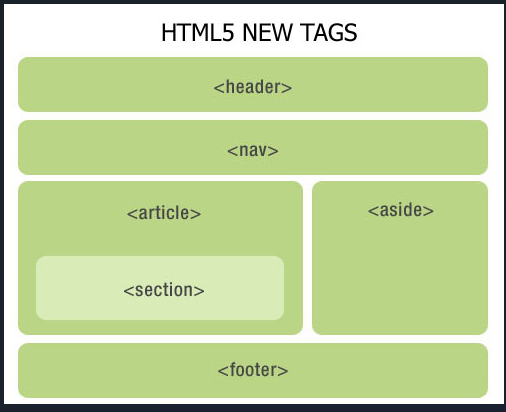 HTML5 NEW TAGS
<header>
<nav>
<article>
<aside>
<section>
<footer>